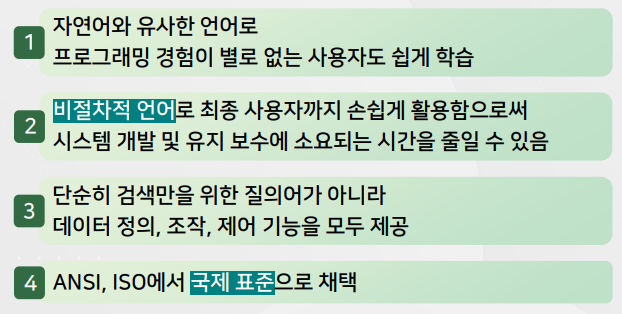 1
자연어와 유사한 언어로
프로그래밍 경험이 별로 없는 사용자도 쉽게 학습
2
비절차적 언어로 최종 사용자까지 손쉽게 활용함으로써
시스템 개발 및 유지 보수에 소요되는 시간을 줄일 수 있음
3
단순히 검색만을 위한 질의어가 아니라
데이터 정의, 조작, 제어 기능을 모두 제공
4
ANSI, ISO에서 국제 표준으로 채택